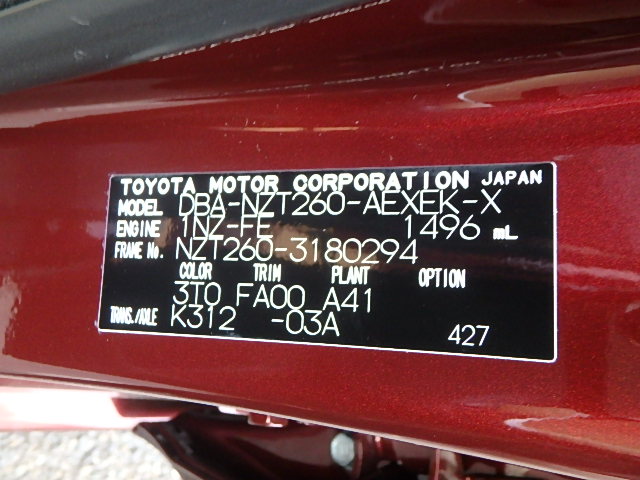 TOYOTA MOTOR CORPORATION JAPAN
MODEL DBA-NZT260-AEXEK-X
ENGINE 1NZ-FE 1496 mL
FRAME No. NZT260-3180294
COLOR TRIM PLANT OPTION
3T0 FA00 A41
TRANS./AXLE K312 -03A
427